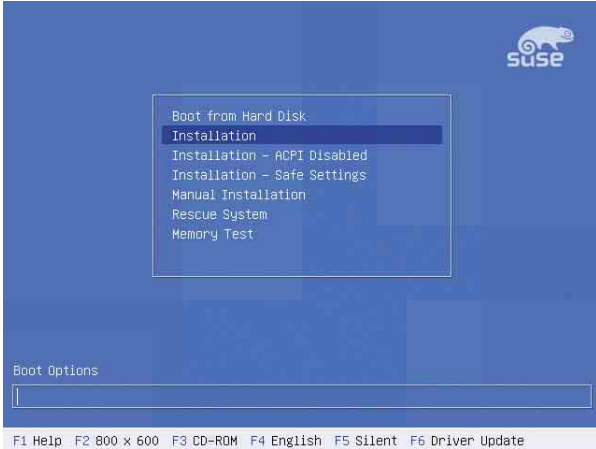 suse
Boot from Hard Disk
Installation
Installation – ACPI Disabled
Installation – Safe Settings
Manual Installation
Rescue System
Memory Test
Boot Options
F1 Help F2 800 x 600 F3 CD-ROM F4 English F5 Silent F6 Driver Update